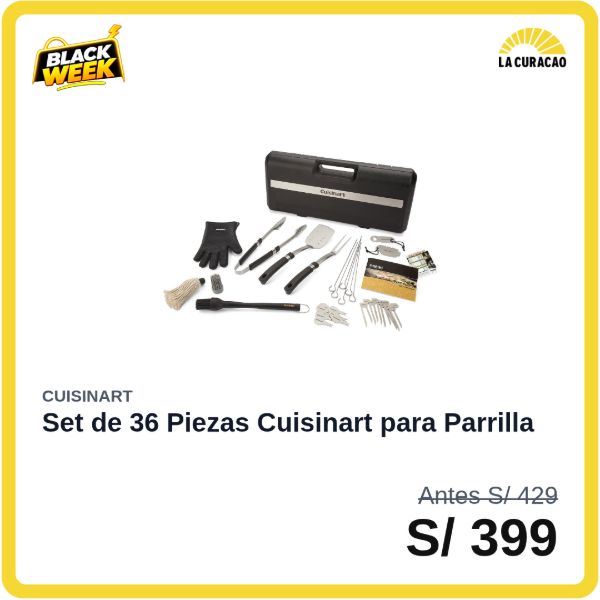 BLACK
WEEK
LA CURACAO
Cuisinart
CUISINART
Set de 36 Piezas Cuisinart para Parrilla
Antes S/ 429
S/ 399